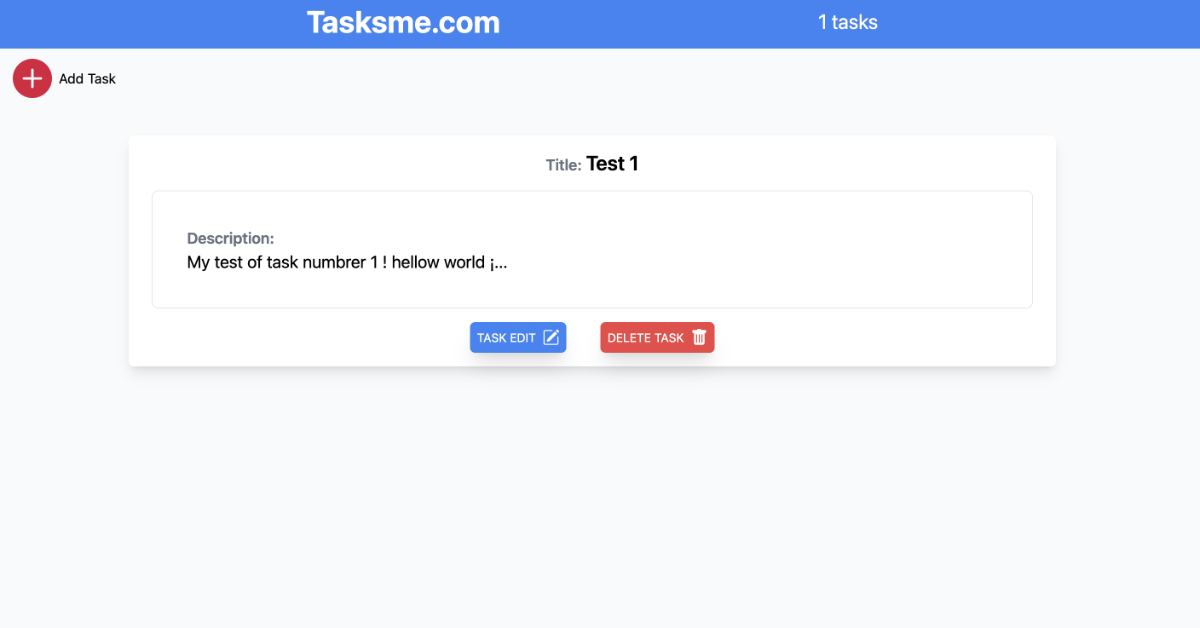 Tasksme.com
1 tasks
Add Task
Title: Test 1
Description:
My test of task numbrer 1 ! hellow world ¡...
TASK EDIT
DELETE TASK